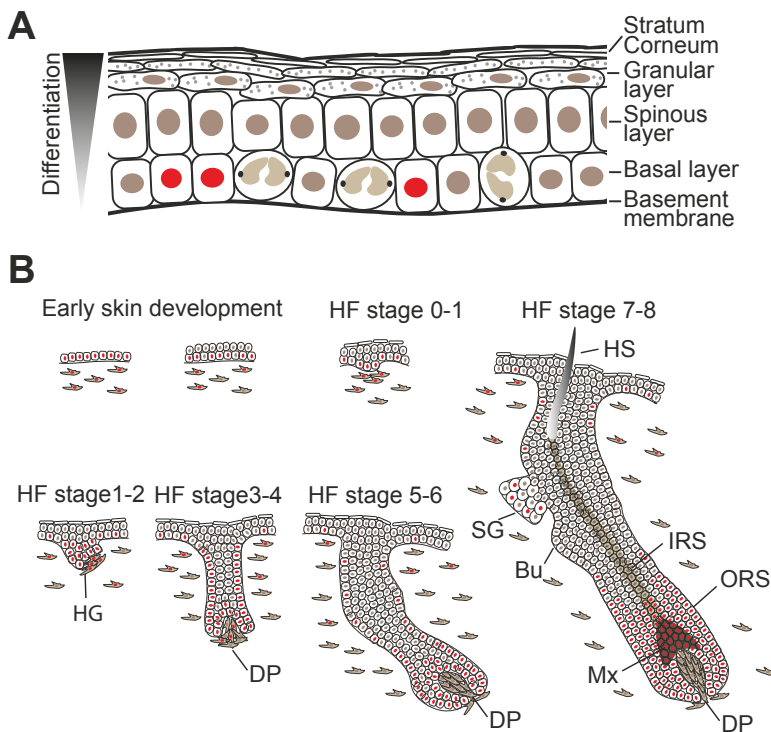 A
Differentiation
Stratum
Corneum
Granular
layer
Spinous
layer
Basal layer
Basement
membrane
B
Early skin development
HF stage 0-1
HF stage 7-8
HS
HF stage1-2
HF stage3-4
HF stage 5-6
SG
Bu
IRS
ORS
HG
DP
Mx
DP
DP